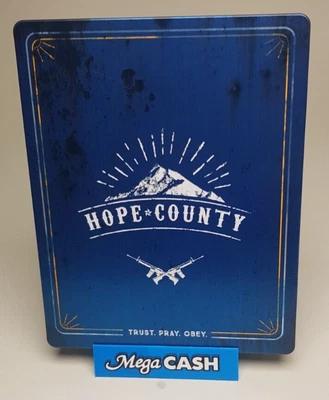 HOPE ★ COUNTY
TRUST. PRAY. OBEY.
Mega CASH